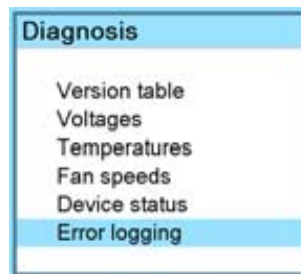 Diagnosis
Version table
Voltages
Temperatures
Fan speeds
Device status
Error logging